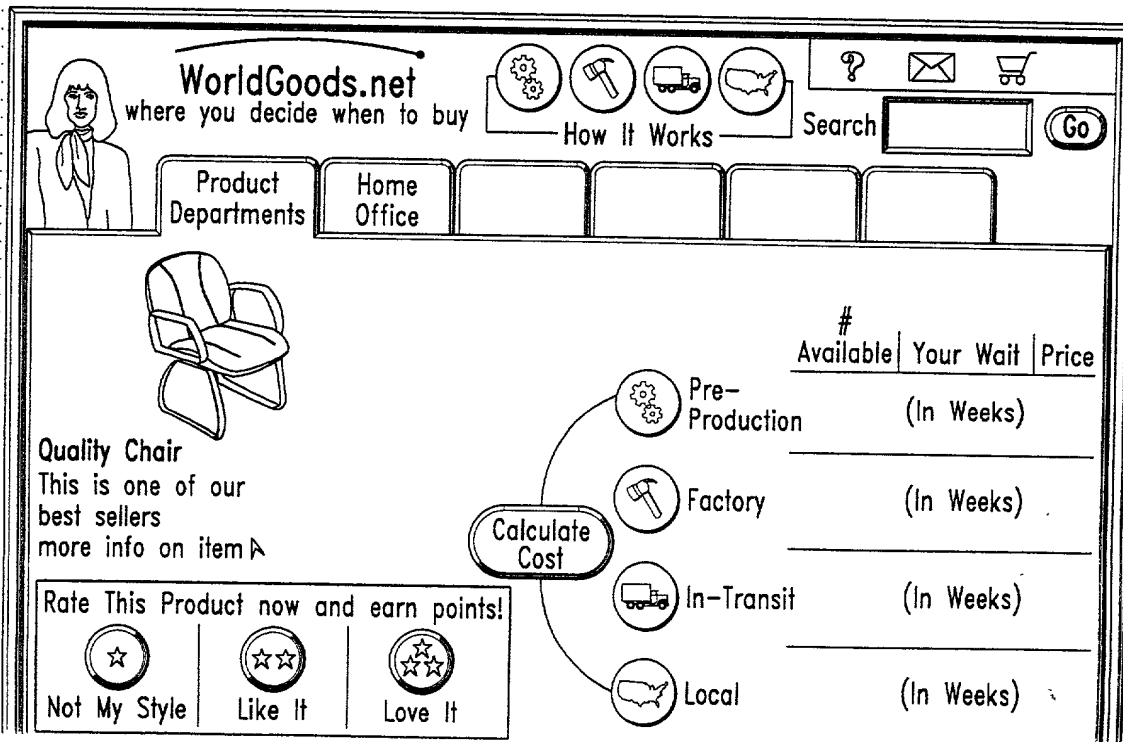 WorldGoods.net
where you decide when to buy
How It Works
?
Search
Go
Product
Departments
Home
Office
#
Available
Your Wait
Price
Pre-
Production
(In Weeks)
Quality Chair
This is one of our
best sellers
more info on item
Factory
(In Weeks)
Calculate
Cost
In-Transit
(In Weeks)
Local
(In Weeks)
Rate This Product now and earn points!
Not My Style
Like It
Love It